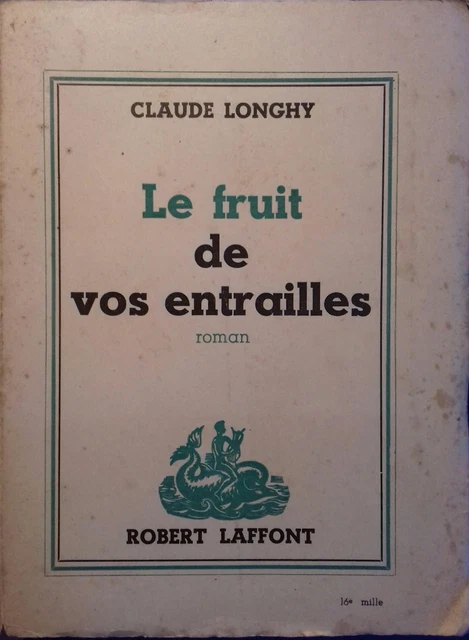 CLAUDE LONGHY
Le fruit
de
vos entrailles
roman
ROBERT LAFFONT
16e mille